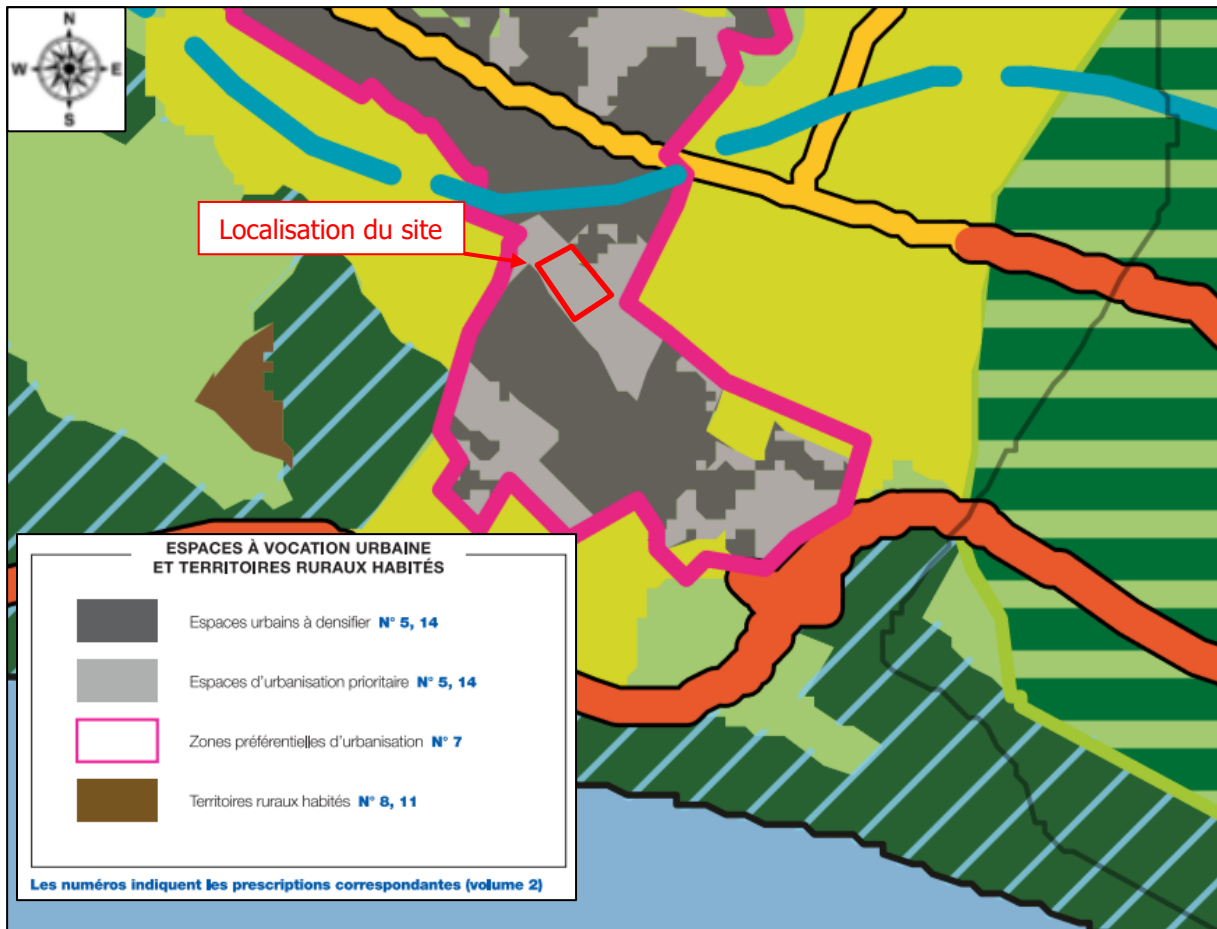 N
W E
S
Localisation du site
ESPACES À VOCATION URBAINE
ET TERRITOIRES RURAUX HABITÉS
Espaces urbains à densifier N° 5, 14
Espaces d'urbanisation prioritaire N° 5, 14
Zones préférentielles d'urbanisation N° 7
Territoires ruraux habités N° 8, 11
Les numéros indiquent les prescriptions correspondantes (volume 2)